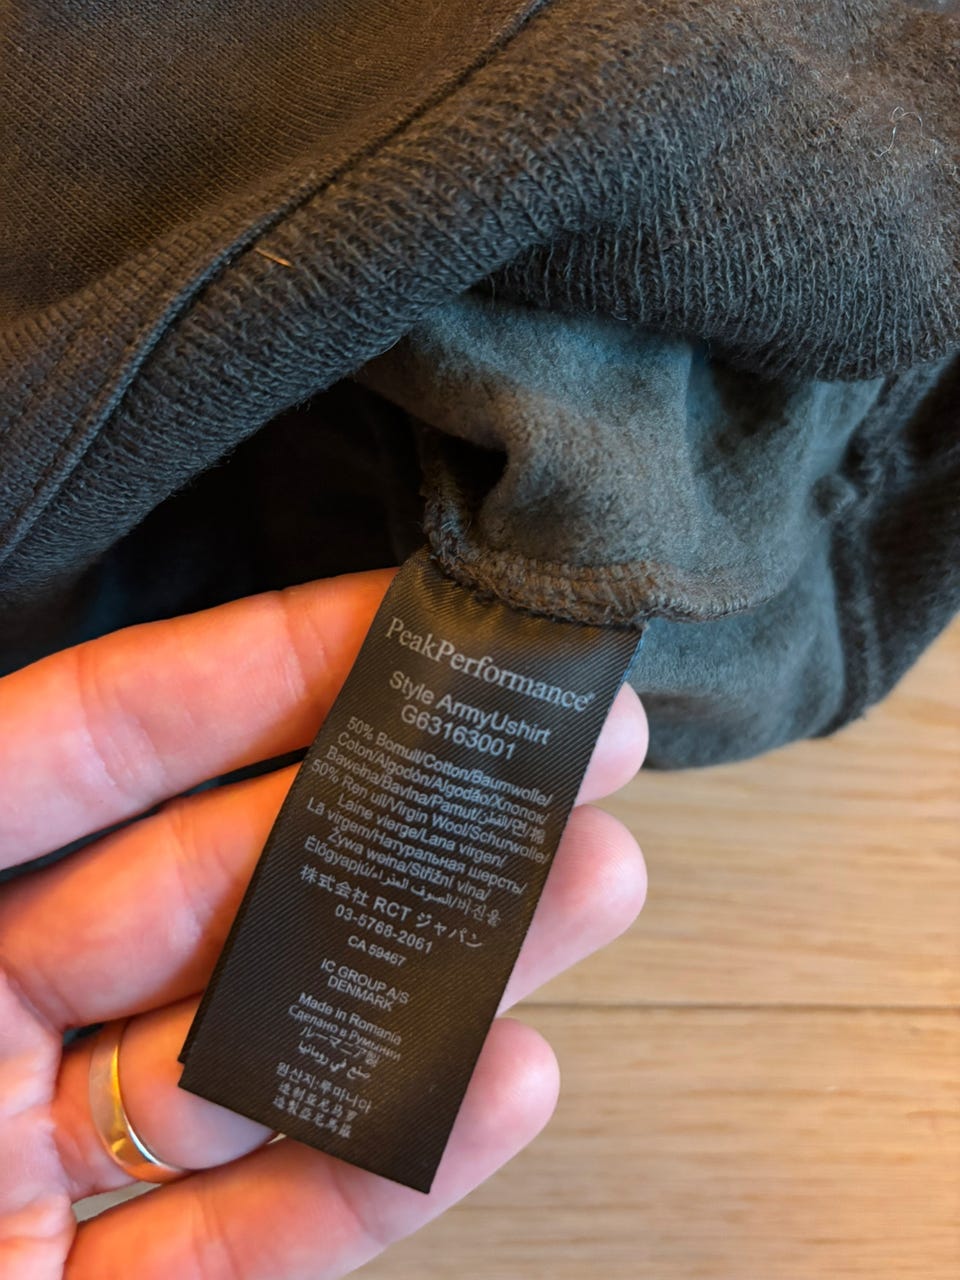 PeakPerformance®
Style ArmyUshirt
G63163001
50% Bomull/Cotton/Baumwolle/
Coton/Algodón/Algodão/Хлопок/
Bawełna/Bavlna/Pamut/القطن/면/棉
50% Ren ull/Virgin Wool/Schurwolle/
Laine vierge/Lana virgen/
Lã virgem/Натуральная шерсть/
Żywa wełna/Střižní vlna/
Élőgyapjú/الصوف العذراء/버진울
株式会社 RCT ジャパン
03-5768-2061
CA 59467
IC GROUP A/S
DENMARK
Made in Romania
Сделано в Румынии
ルーマニア製
صنع في رومانيا
원산지:루마니아